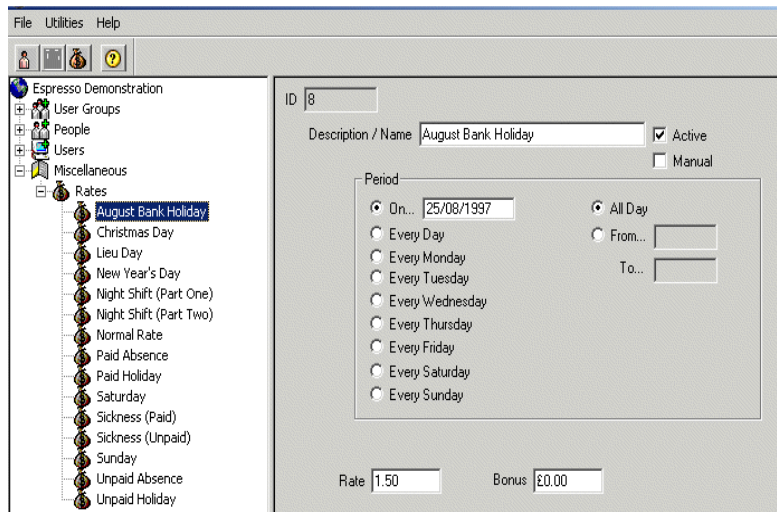 File Utilities Help
Espresso Demonstration
User Groups
People
Users
Miscellaneous
Rates
August Bank Holiday
Christmas Day
Lieu Day
New Year's Day
Night Shift (Part One)
Night Shift (Part Two)
Normal Rate
Paid Absence
Paid Holiday
Saturday
Sickness (Paid)
Sickness (Unpaid)
Sunday
Unpaid Absence
Unpaid Holiday
ID 8
Description / Name August Bank Holiday Active
Manual
Period
On... 25/08/1997 All Day
Every Day From...
Every Monday To...
Every Tuesday
Every Wednesday
Every Thursday
Every Friday
Every Saturday
Every Sunday
Rate 1.50 Bonus £0.00